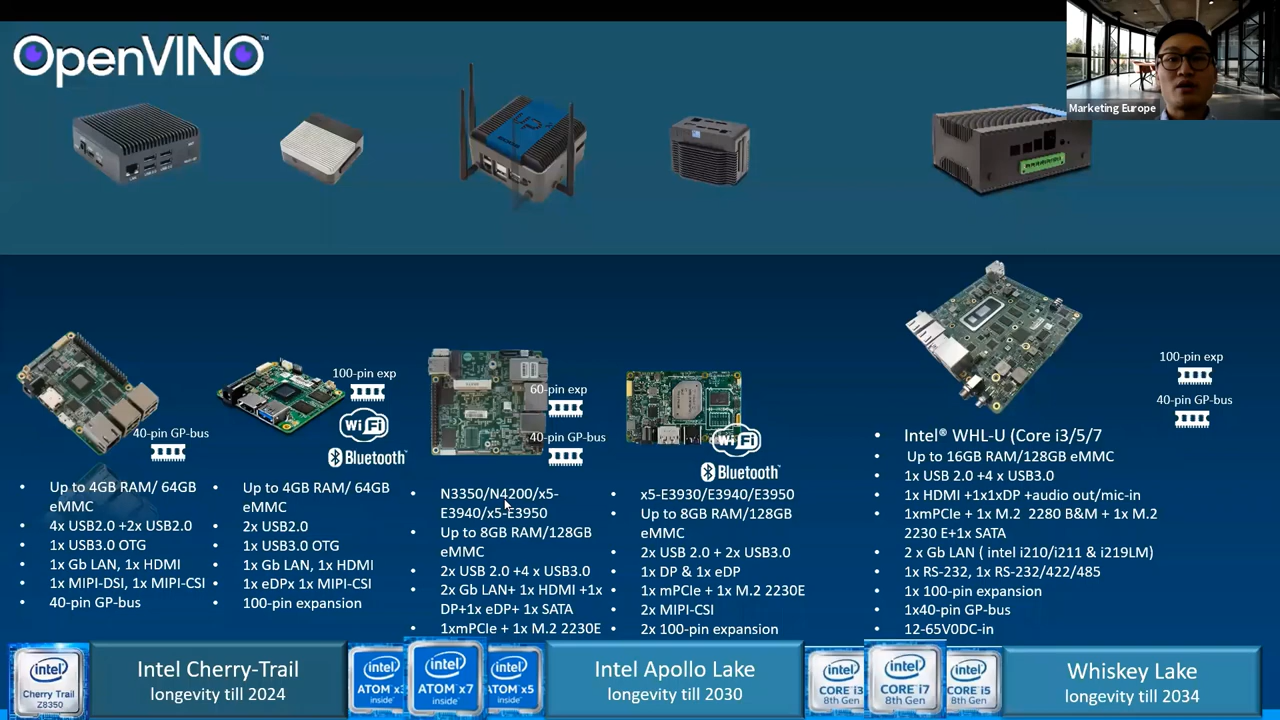 OpenVINO™
Marketing Europe
UP²
40-pin GP-bus
• Up to 4GB RAM/ 64GB
eMMC
• 4x USB2.0 +2x USB2.0
• 1x USB3.0 OTG
• 1x Gb LAN, 1x HDMI
• 1x MIPI-DSI, 1x MIPI-CSI
• 40-pin GP-bus
100-pin exp
WiFi
Bluetooth™
• Up to 4GB RAM/ 64GB
eMMC
• 2x USB2.0
• 1x USB3.0 OTG
• 1x Gb LAN, 1x HDMI
• 1x eDPx 1x MIPI-CSI
• 100-pin expansion
60-pin exp
40-pin GP-bus
• N3350/N4200/x5-
E3940/x5-E3950
• Up to 8GB RAM/128GB
eMMC
• 2x USB 2.0 +4 x USB3.0
• 2x Gb LAN+ 1x HDMI +1x
DP+1x eDP+ 1x SATA
• 1xmPCIe + 1x M.2 2230E
WiFi
Bluetooth™
• x5-E3930/E3940/E3950
• Up to 8GB RAM/128GB
eMMC
• 2x USB 2.0 + 2x USB3.0
• 1x DP & 1x eDP
• 1x mPCIe + 1x M.2 2230E
• 2x MIPI-CSI
• 2x 100-pin expansion
100-pin exp
40-pin GP-bus
• Intel® WHL-U (Core i3/5/7
• Up to 16GB RAM/128GB eMMC
• 1x USB 2.0 +4 x USB3.0
• 1x HDMI +1x1xDP +audio out/mic-in
• 1xmPCIe + 1x M.2 2280 B&M + 1x M.2
2230 E+1x SATA
• 2 x Gb LAN ( intel i210/i211 & i219LM)
• 1x RS-232, 1x RS-232/422/485
• 1x 100-pin expansion
• 1x40-pin GP-bus
• 12-65V0DC-in
intel
Cherry Trail
Z8350
Intel Cherry-Trail
longevity till 2024
intel
ATOM x3
inside™
intel
ATOM x7
inside™
intel
ATOM x5
inside™
Intel Apollo Lake
longevity till 2030
intel
CORE i3
8th Gen
intel
CORE i7
8th Gen
intel
CORE i5
8th Gen
Whiskey Lake
longevity till 2034